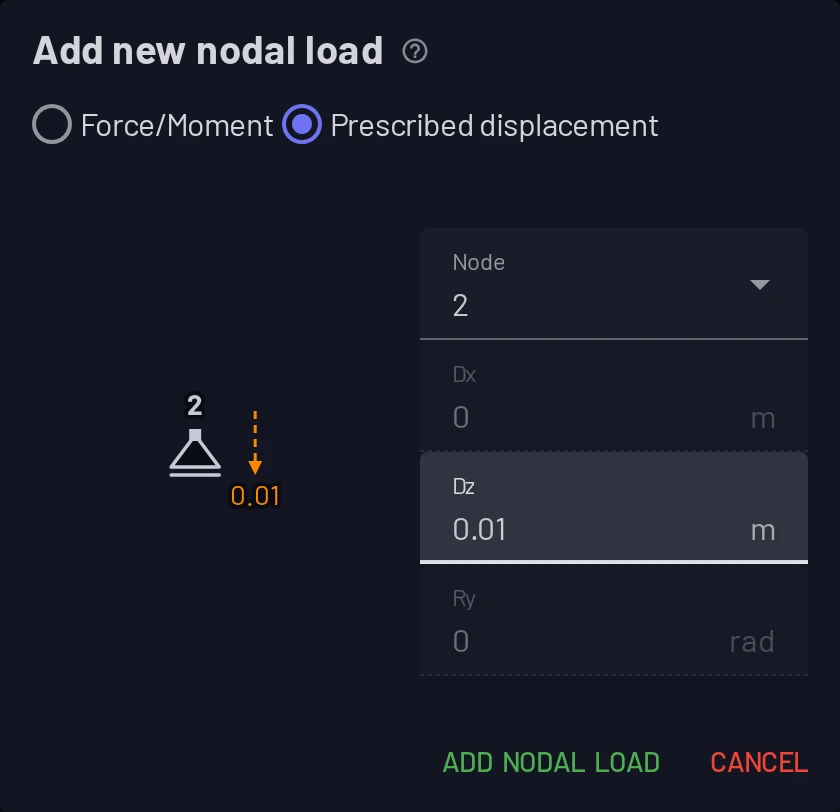 Add new nodal load ?
Force/Moment Prescribed displacement
Node
2
Dx
0 m
2
Dz
0.01
0.01 m
Ry
0 rad
ADD NODAL LOAD CANCEL